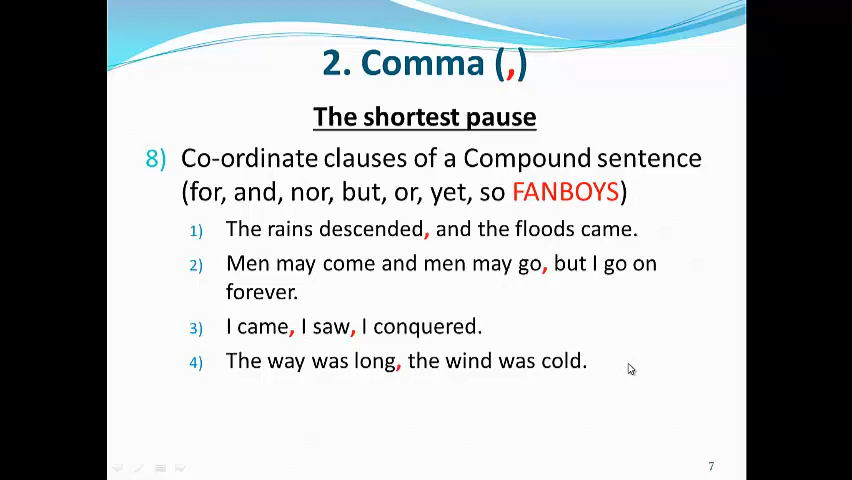 2. Comma (,)
The shortest pause
8) Co-ordinate clauses of a Compound sentence
(for, and, nor, but, or, yet, so FANBOYS)
1) The rains descended, and the floods came.
2) Men may come and men may go, but I go on
forever.
3) I came, I saw, I conquered.
4) The way was long, the wind was cold.
7